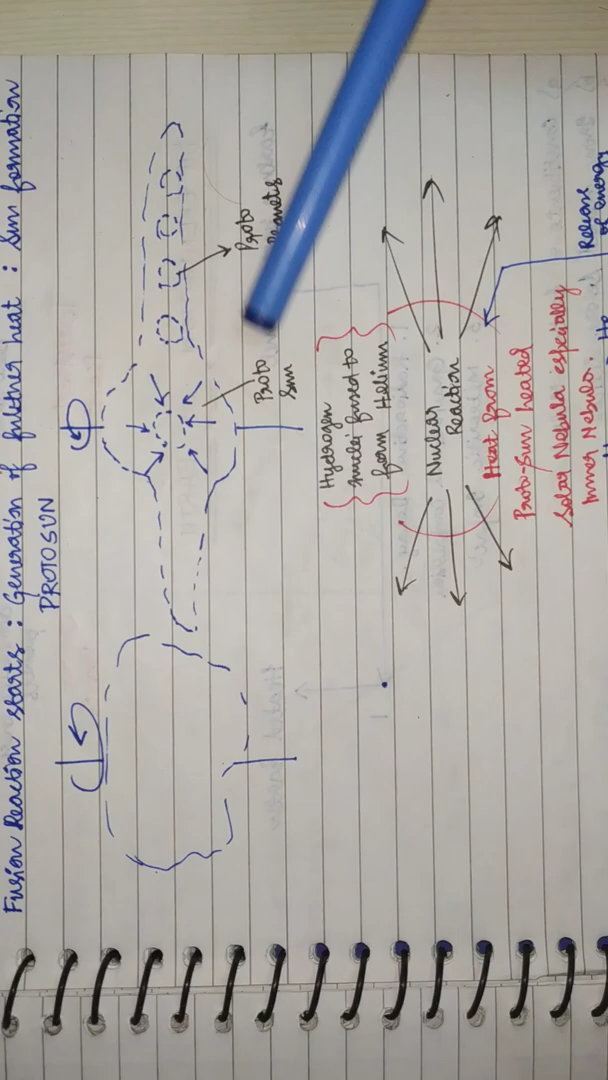 Fusion Reaction starts : Generation of further heat : Sun formation
PROTOSUN
Proto
Planets
Proto
Sun
Hydrogen
nuclei fused to
form Helium
Nuclear
Reaction
Heat from
Proto-Sun heated
Solar Nebula especially
Inner Nebula.
Release
of energy
He